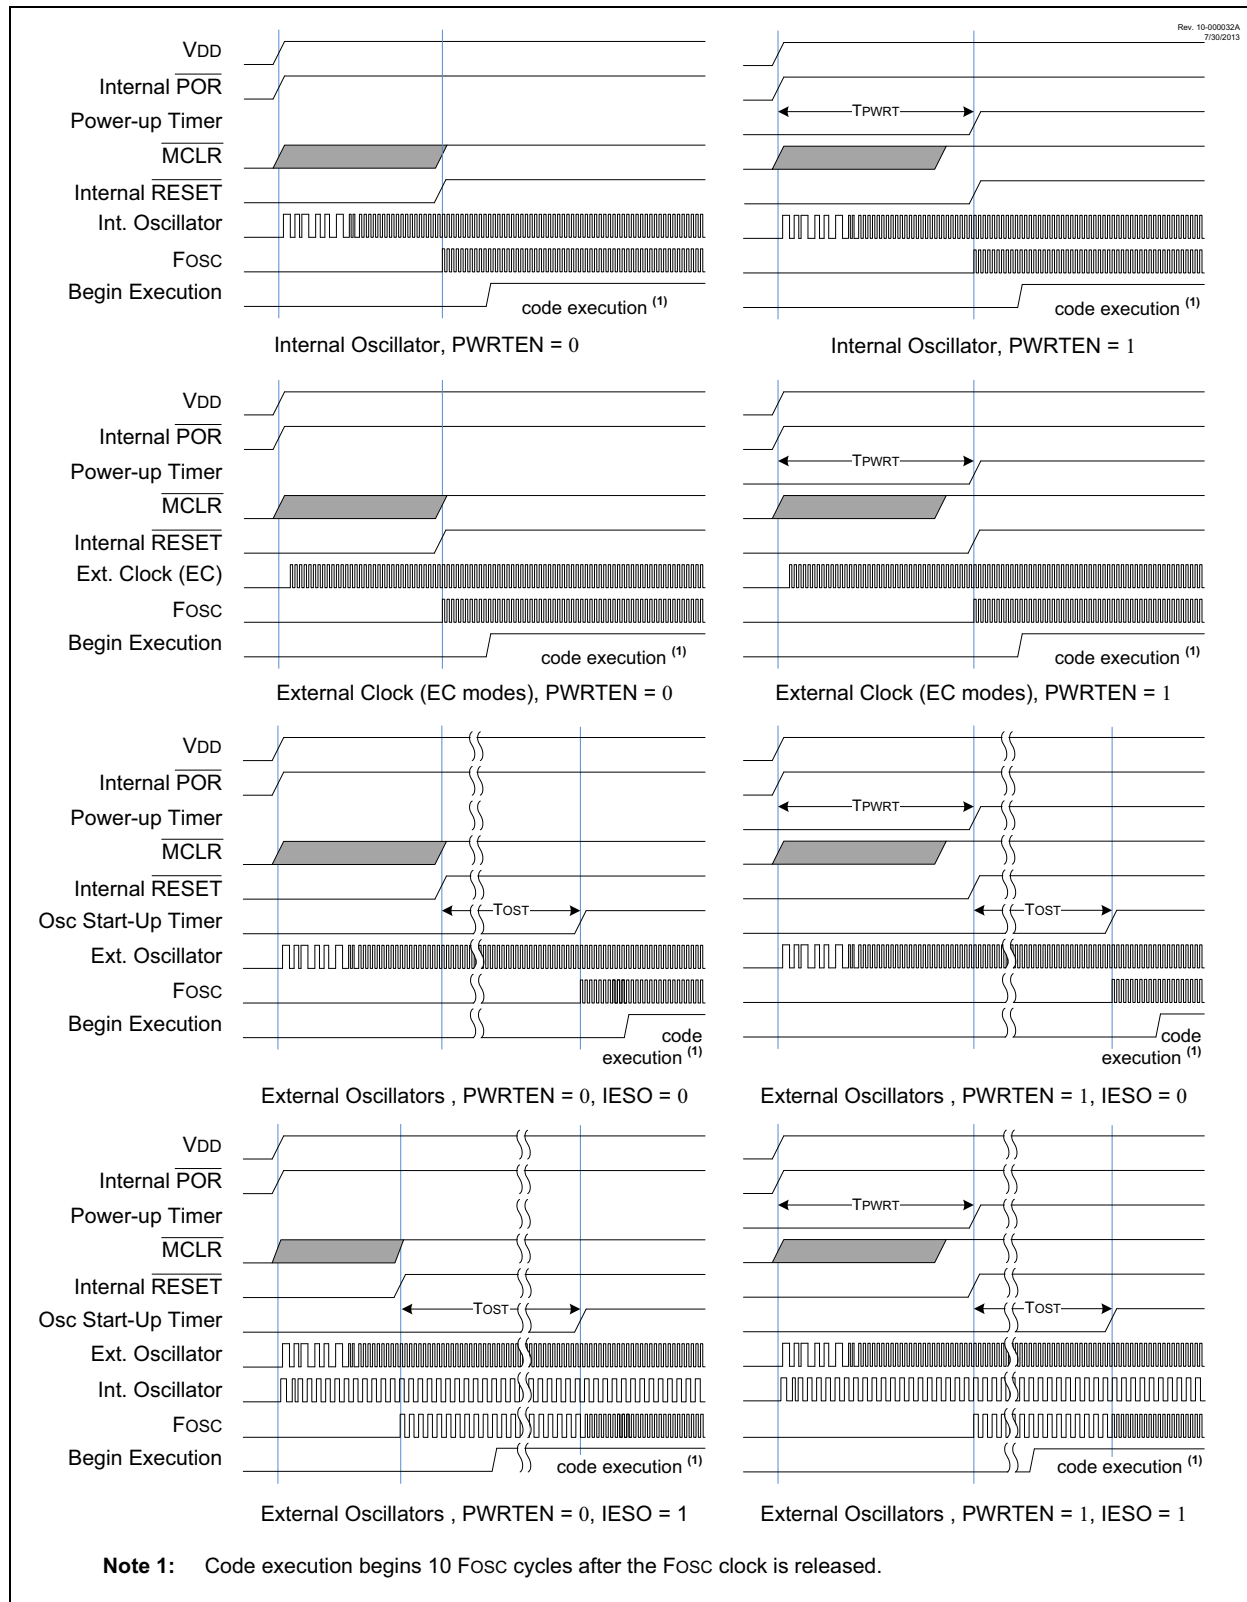 Rev. 10-000032A
7/30/2013
VDD
Internal POR
Power-up Timer
TPWRT
MCLR
Internal RESET
Int. Oscillator
FOSC
Begin Execution
code execution (1)
code execution (1)
Internal Oscillator, PWRTEN = 0
Internal Oscillator, PWRTEN = 1
VDD
Internal POR
Power-up Timer
TPWRT
MCLR
Internal RESET
Ext. Clock (EC)
FOSC
Begin Execution
code execution (1)
code execution (1)
External Clock (EC modes), PWRTEN = 0
External Clock (EC modes), PWRTEN = 1
VDD
Internal POR
Power-up Timer
TPWRT
MCLR
Internal RESET
Osc Start-Up Timer
TOST
TOST
Ext. Oscillator
FOSC
Begin Execution
code
execution (1)
code
execution (1)
External Oscillators , PWRTEN = 0, IESO = 0
External Oscillators , PWRTEN = 1, IESO = 0
VDD
Internal POR
Power-up Timer
TPWRT
MCLR
Internal RESET
Osc Start-Up Timer
TOST
TOST
Ext. Oscillator
Int. Oscillator
FOSC
Begin Execution
code execution (1)
code execution (1)
External Oscillators , PWRTEN = 0, IESO = 1
External Oscillators , PWRTEN = 1, IESO = 1
Note 1: Code execution begins 10 FOSC cycles after the FOSC clock is released.